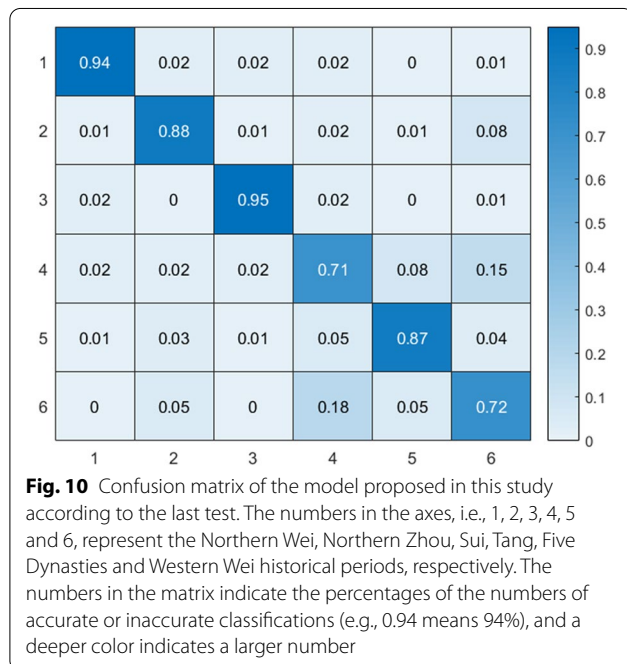 1 0.94 0.02 0.02 0.02 0 0.01 0.9
2 0.01 0.88 0.01 0.02 0.01 0.08 0.8
0.7
3 0.02 0 0.95 0.02 0 0.01 0.6
0.5
4 0.02 0.02 0.02 0.71 0.08 0.15 0.4
0.3
5 0.01 0.03 0.01 0.05 0.87 0.04 0.2
6 0 0.05 0 0.18 0.05 0.72 0.1
0
1 2 3 4 5 6
Fig. 10 Confusion matrix of the model proposed in this study
according to the last test. The numbers in the axes, i.e., 1, 2, 3, 4, 5
and 6, represent the Northern Wei, Northern Zhou, Sui, Tang, Five
Dynasties and Western Wei historical periods, respectively. The
numbers in the matrix indicate the percentages of the numbers of
accurate or inaccurate classifications (e.g., 0.94 means 94%), and a
deeper color indicates a larger number